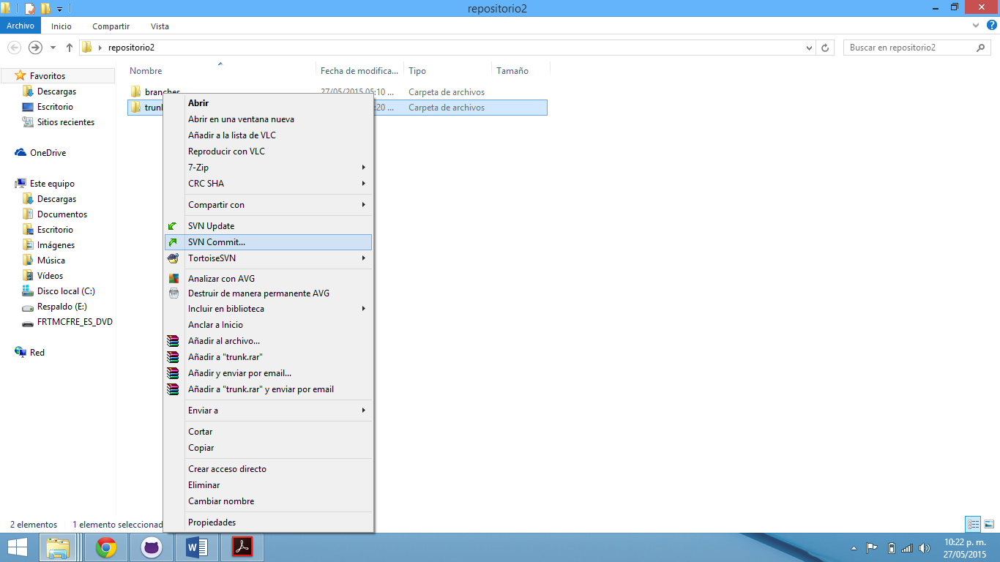 repositorio2
Archivo Inicio Compartir Vista
repositorio2
Buscar en repositorio2
Nombre Fecha de modifica... Tipo Tamaño
branches 27/05/2015 05:10 ... Carpeta de archivos
trunk :20 ... Carpeta de archivos
Favoritos
Descargas
Escritorio
Sitios recientes
OneDrive
Este equipo
Descargas
Documentos
Escritorio
Imágenes
Música
Vídeos
Disco local (C:)
Respaldo (E:)
FRTMCFRE_ES_DVD
Red
Abrir
Abrir en una ventana nueva
Añadir a la lista de VLC
Reproducir con VLC
7-Zip
CRC SHA
Compartir con
SVN Update
SVN Commit...
TortoiseSVN
Analizar con AVG
Destruir de manera permanente AVG
Incluir en biblioteca
Anclar a Inicio
Añadir al archivo...
Añadir a "trunk.rar"
Añadir y enviar por email...
Añadir a "trunk.rar" y enviar por email
Enviar a
Cortar
Copiar
Crear acceso directo
Eliminar
Cambiar nombre
Propiedades
2 elementos 1 elemento seleccionad
10:22 p. m.
27/05/2015